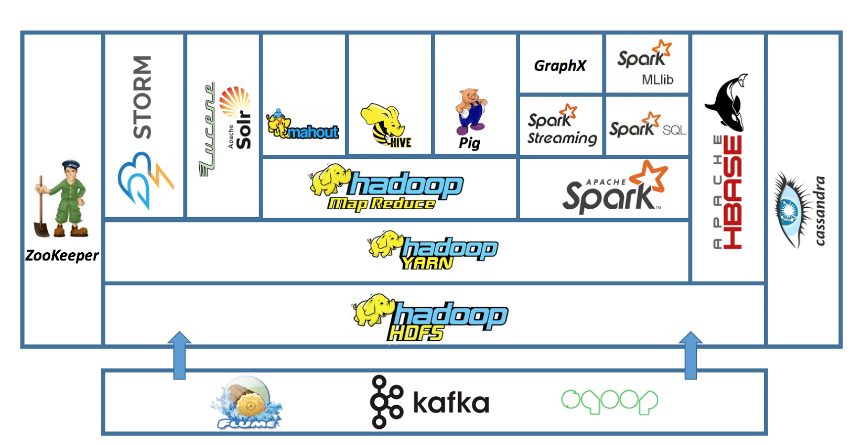 STORM
Lucene
Apache
Solr
mahout
HIVE
Pig
GraphX
Spark
MLlib
Spark
Streaming
Spark SQL
APACHE
HBASE
cassandra
ZooKeeper
hadoop
Map Reduce
APACHE
Spark™
hadoop
YARN
hadoop
HDFS
FLUME
kafka
sqoop